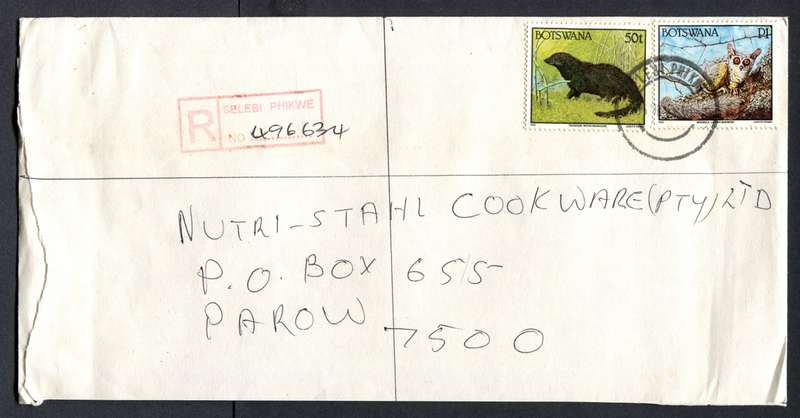 BOTSWANA 50t
BOTSWANA P1
R SELEBI PHIKWE
NO 496634
NUTRI-STAHL COOKWARE (PTY) LTD
P.O. BOX 655
PAROW 7500